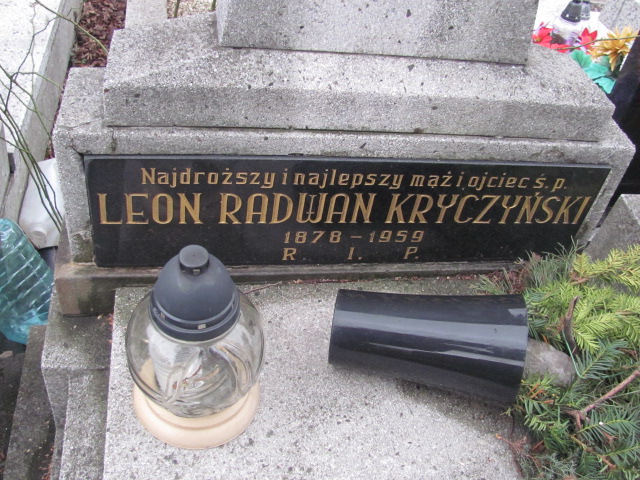 Najdroższy i najlepszy mąż i ojciec ś.p.
LEON RADWAN KRYCZYŃSKI
1878 – 1959
R. I. P.